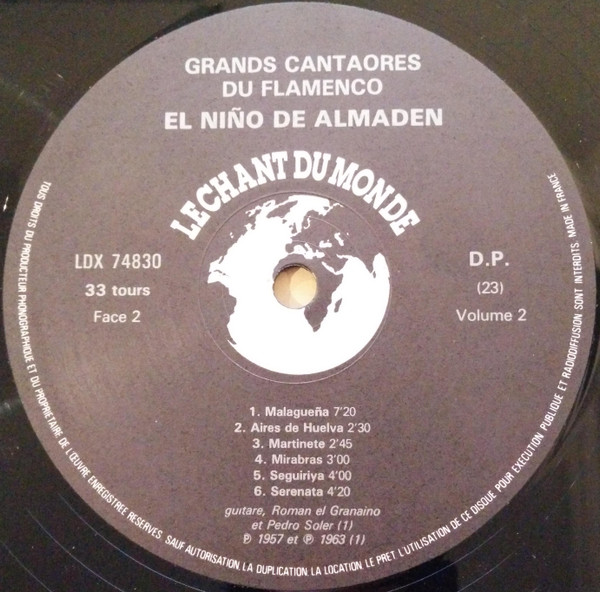 GRANDS CANTAORES
DU FLAMENCO
EL NIÑO DE ALMADEN
LE CHANT DU MONDE
LDX 74830
33 tours
Face 2
D.P.
(23)
Volume 2
1. Malagueña 7'20
2. Aires de Huelva 2'30
3. Martinete 2'45
4. Mirabras 3'00
5. Seguiriya 4'00
6. Serenata 4'20
guitare, Roman el Granaino
et Pedro Soler (1)
℗ 1957 et ℗ 1963 (1)
TOUS DROITS DU PRODUCTEUR PHONOGRAPHIQUE ET DU PROPRIETAIRE DE L'ŒUVRE ENREGISTREE RESERVES. SAUF AUTORISATION, LA DUPLICATION, LA LOCATION, LE PRET, L'UTILISATION DE CE DISQUE POUR EXECUTION PUBLIQUE ET RADIODIFFUSION SONT INTERDITS. MADE IN FRANCE